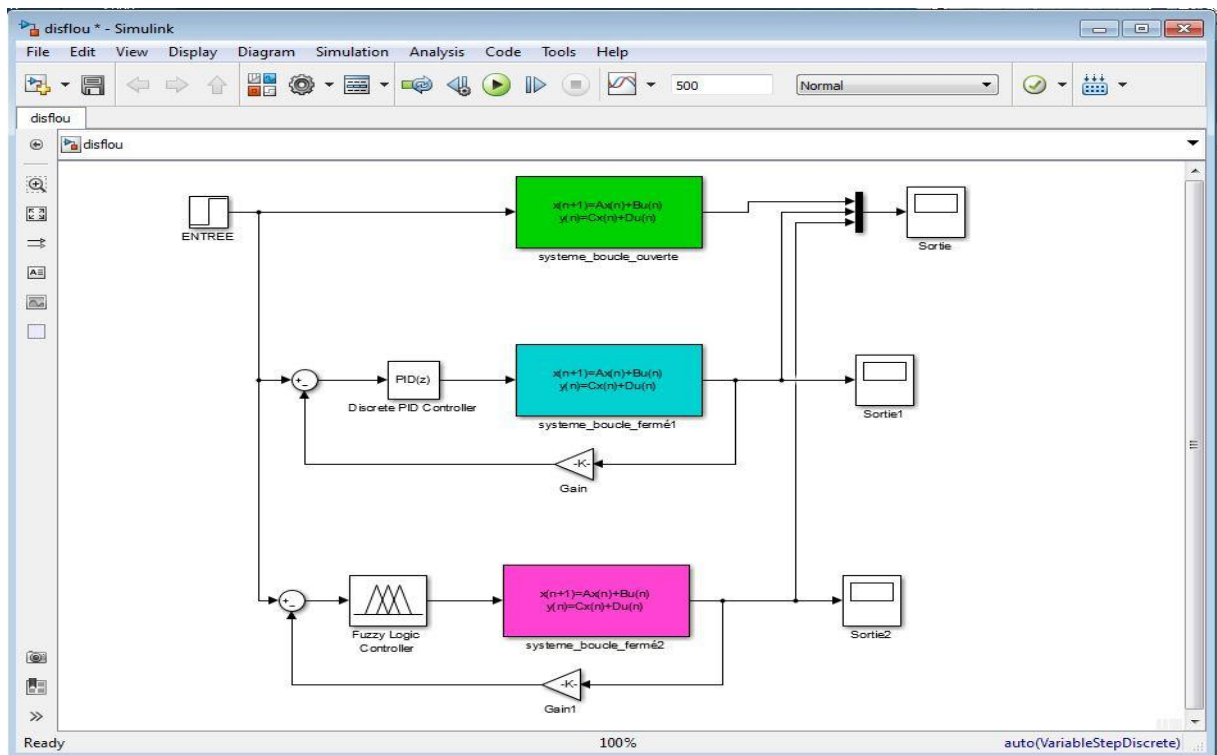 disflou * - Simulink
File Edit View Display Diagram Simulation Analysis Code Tools Help
500
Normal
disflou
disflou
ENTREE
x(n+1)=Ax(n)+Bu(n)
y(n)=Cx(n)+Du(n)
systeme_boucle_ouverte
Sortie
PID(z)
Discrete PID Controller
x(n+1)=Ax(n)+Bu(n)
y(n)=Cx(n)+Du(n)
systeme_boucle_fermé1
Sortie1
-K-
Gain
Fuzzy Logic
Controller
x(n+1)=Ax(n)+Bu(n)
y(n)=Cx(n)+Du(n)
systeme_boucle_fermé2
Sortie2
-K-
Gain1
Ready
100%
auto(VariableStepDiscrete)